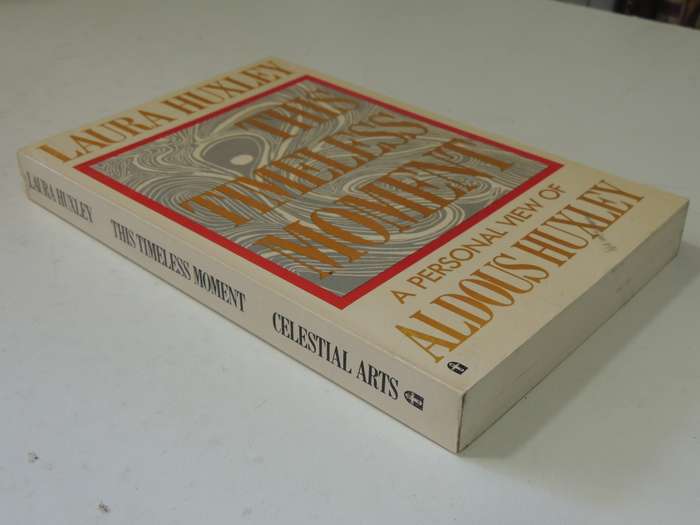 LAURA HUXLEY
THIS
TIMELESS
MOMENT
A PERSONAL VIEW OF
ALDOUS HUXLEY
LAURA HUXLEY THIS TIMELESS MOMENT CELESTIAL ARTS